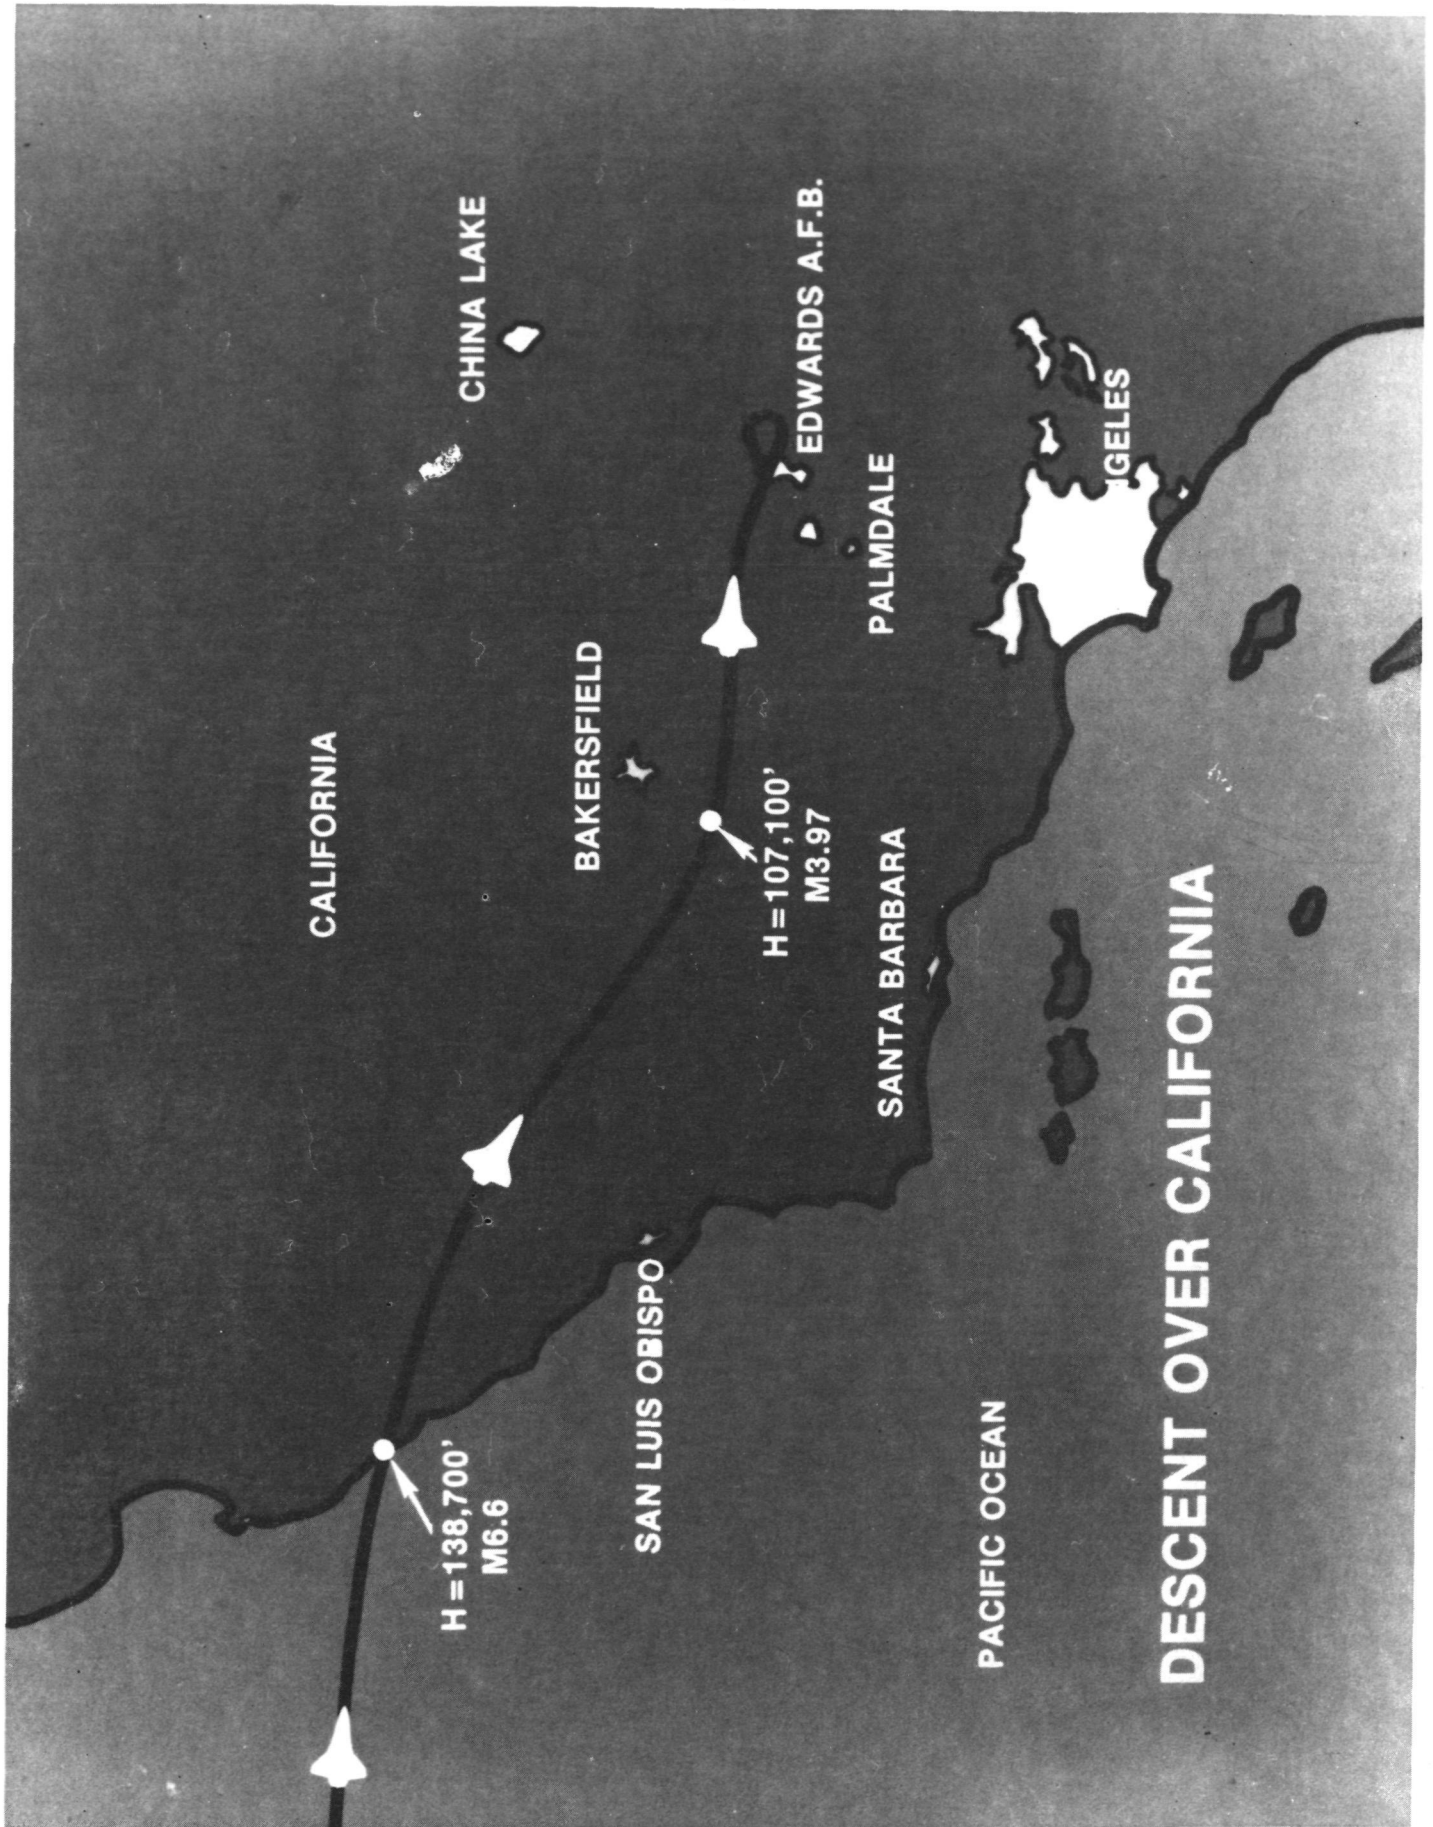 CHINA LAKE
CALIFORNIA
BAKERSFIELD
EDWARDS A.F.B.
H=138,700'
M6.6
H=107,100'
M3.97
PALMDALE
SAN LUIS OBISPO
SANTA BARBARA
GELES
PACIFIC OCEAN
DESCENT OVER CALIFORNIA